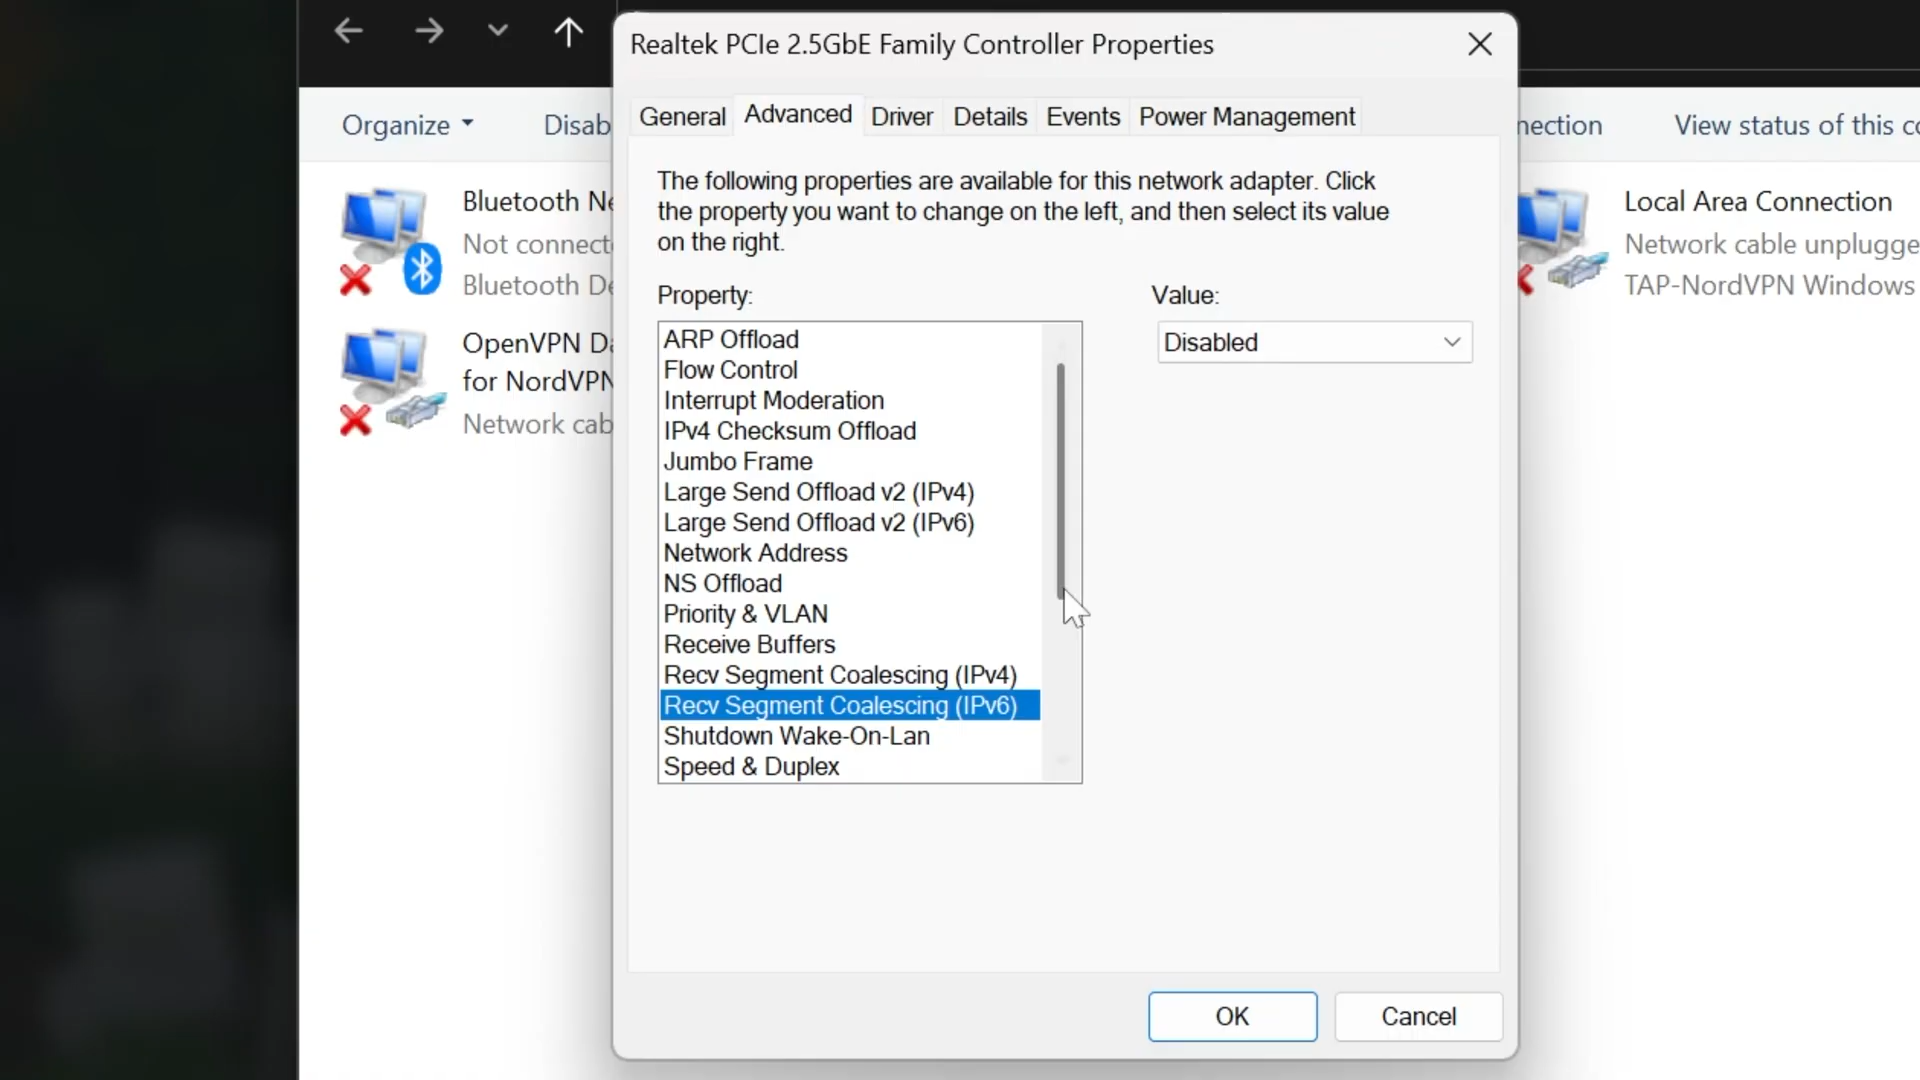 Realtek PCIe 2.5GbE Family Controller Properties
Organize
General
Advanced
Driver
Details
Events
Power Management
View status of this
Bluetooth
Not
Bluetooth
OpenVPN
for NordVPN
Network
The following properties are available for this network adapter. Click
the property you want to change on the left, and then select its value
on the right.
Property:
ARP Offload
Flow Control
Interrupt Moderation
IPv4 Checksum Offload
Jumbo Frame
Large Send Offload v2 (IPv4)
Large Send Offload v2 (IPv6)
Network Address
NS Offload
Priority & VLAN
Receive Buffers
Recv Segment Coalescing (IPv4)
Recv Segment Coalescing (IPv6)
Shutdown Wake-On-Lan
Speed & Duplex
Value:
Disabled
Local Area Connection
Network cable
TAP-NordVPN Windows
OK
Cancel